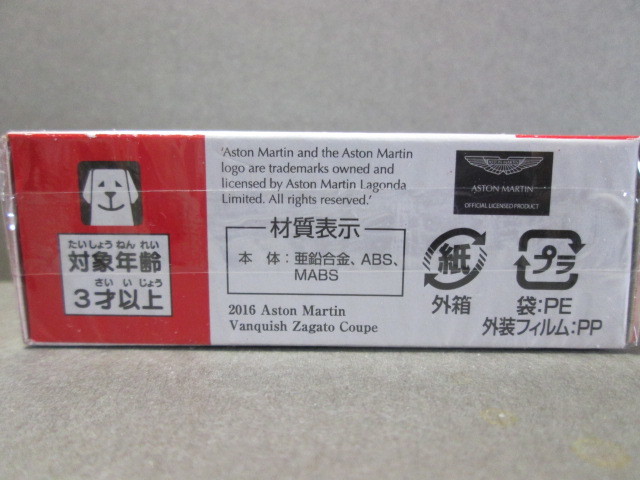 たいしょうねんれい
対象年齢
さいいじょう
3才以上
'Aston Martin and the Aston Martin
logo are trademarks owned and
licensed by Aston Martin Lagonda
Limited. All rights reserved.'
材質表示
本 体:亜鉛合金、ABS、
MABS
2016 Aston Martin
Vanquish Zagato Coupe
ASTON MARTIN
ASTON MARTIN
OFFICIAL LICENSED PRODUCT
紙
外箱
プラ
袋:PE
外装フィルム:PP